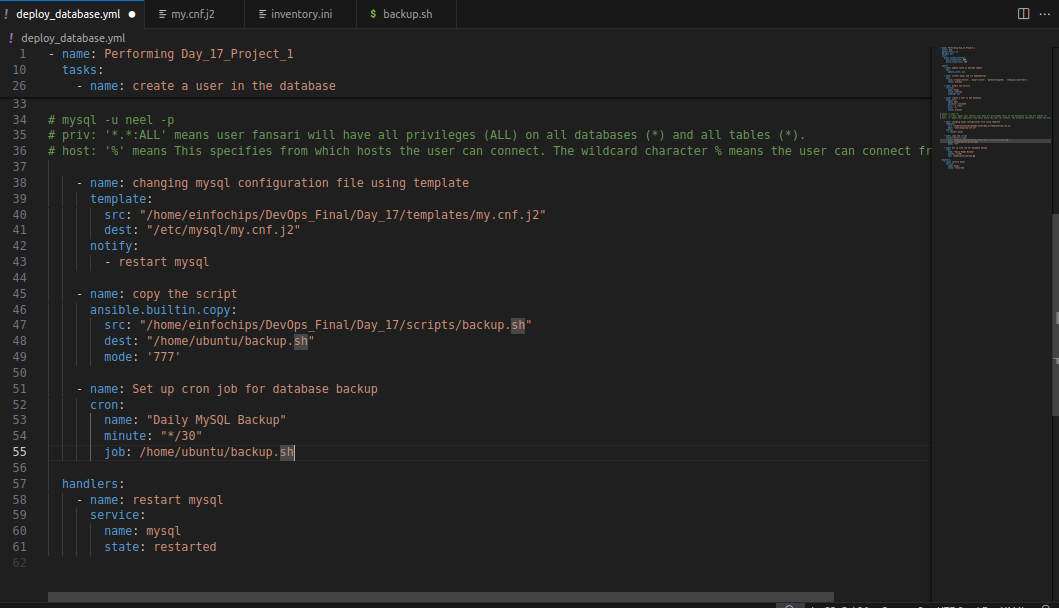 ! deploy_database.yml ● my.cnf.j2 inventory.ini $ backup.sh ...
! deploy_database.yml
1 - name: Performing Day_17_Project_1
10 tasks:
26 - name: create a user in the database
33
34 # mysql -u neel -p
35 # priv: '*.*:ALL' means user fansari will have all privileges (ALL) on all databases (*) and all tables (*).
36 # host: '%' means This specifies from which hosts the user can connect. The wildcard character % means the user can connect fr
37
38 - name: changing mysql configuration file using template
39 template:
40 src: "/home/einfochips/DevOps_Final/Day_17/templates/my.cnf.j2"
41 dest: "/etc/mysql/my.cnf.j2"
42 notify:
43 - restart mysql
44
45 - name: copy the script
46 ansible.builtin.copy:
47 src: "/home/einfochips/DevOps_Final/Day_17/scripts/backup.sh"
48 dest: "/home/ubuntu/backup.sh"
49 mode: '777'
50
51 - name: Set up cron job for database backup
52 cron:
53 name: "Daily MySQL Backup"
54 minute: "*/30"
55 job: /home/ubuntu/backup.sh
56
57 handlers:
58 - name: restart mysql
59 service:
60 name: mysql
61 state: restarted
62